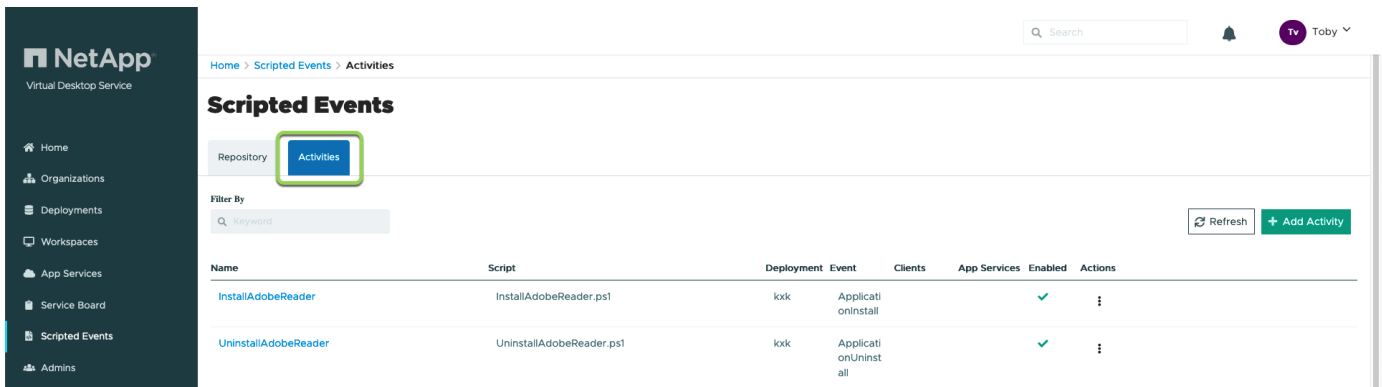 NetApp
Virtual Desktop Service
Home
Organizations
Deployments
Workspaces
App Services
Service Board
Scripted Events
Admins
Search
Tv
Toby
Home > Scripted Events > Activities
Scripted Events
Repository
Activities
Filter By
Keyword
Refresh
+ Add Activity
Name Script Deployment Event Clients App Services Enabled Actions
InstallAdobeReader InstallAdobeReader.ps1 kxk Applicati
onInstall
UninstallAdobeReader UninstallAdobeReader.ps1 kxk Applicati
onUninst
all